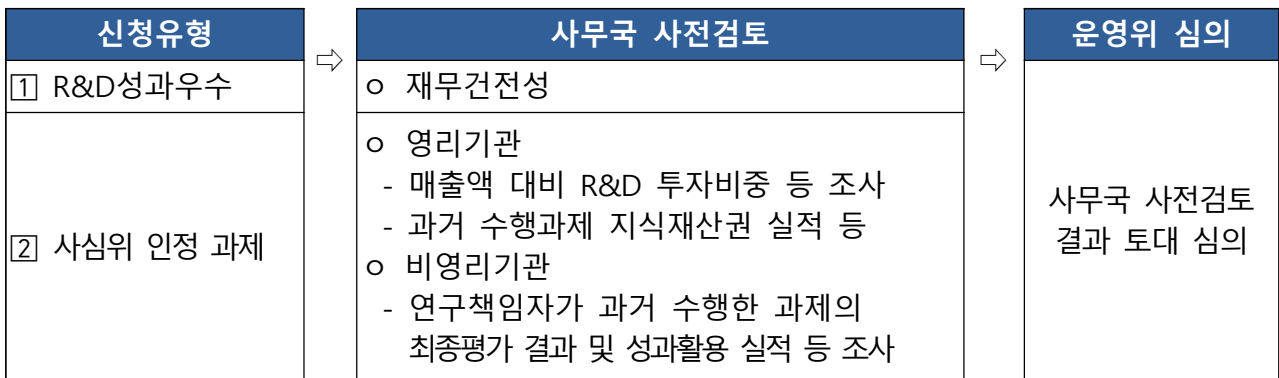 신청유형
⇨
사무국 사전검토
⇨
운영위 심의
1 R&D성과우수
ㅇ 재무건전성
2 사심위 인정 과제
ㅇ 영리기관
- 매출액 대비 R&D 투자비중 등 조사
- 과거 수행과제 지식재산권 실적 등
ㅇ 비영리기관
- 연구책임자가 과거 수행한 과제의
최종평가 결과 및 성과활용 실적 등 조사
사무국 사전검토
결과 토대 심의